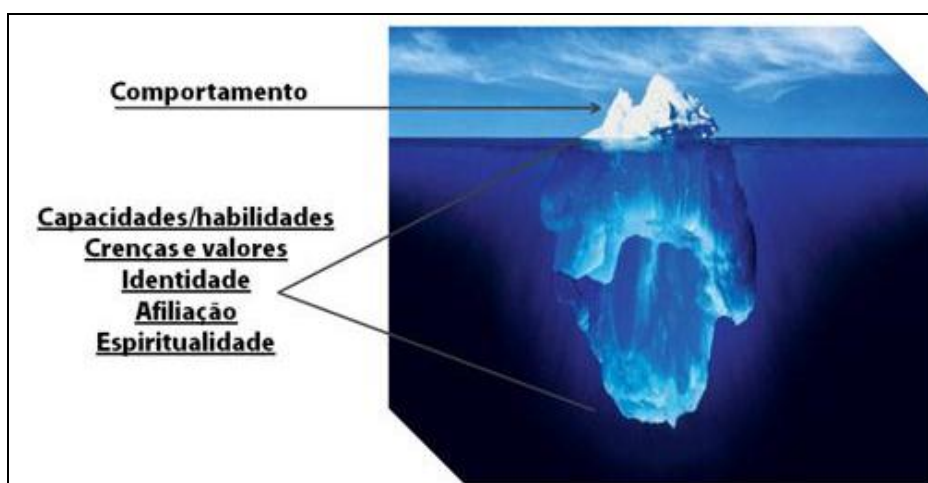 Comportamento
Capacidades/habilidades
Crenças e valores
Identidade
Afiliação
Espiritualidade